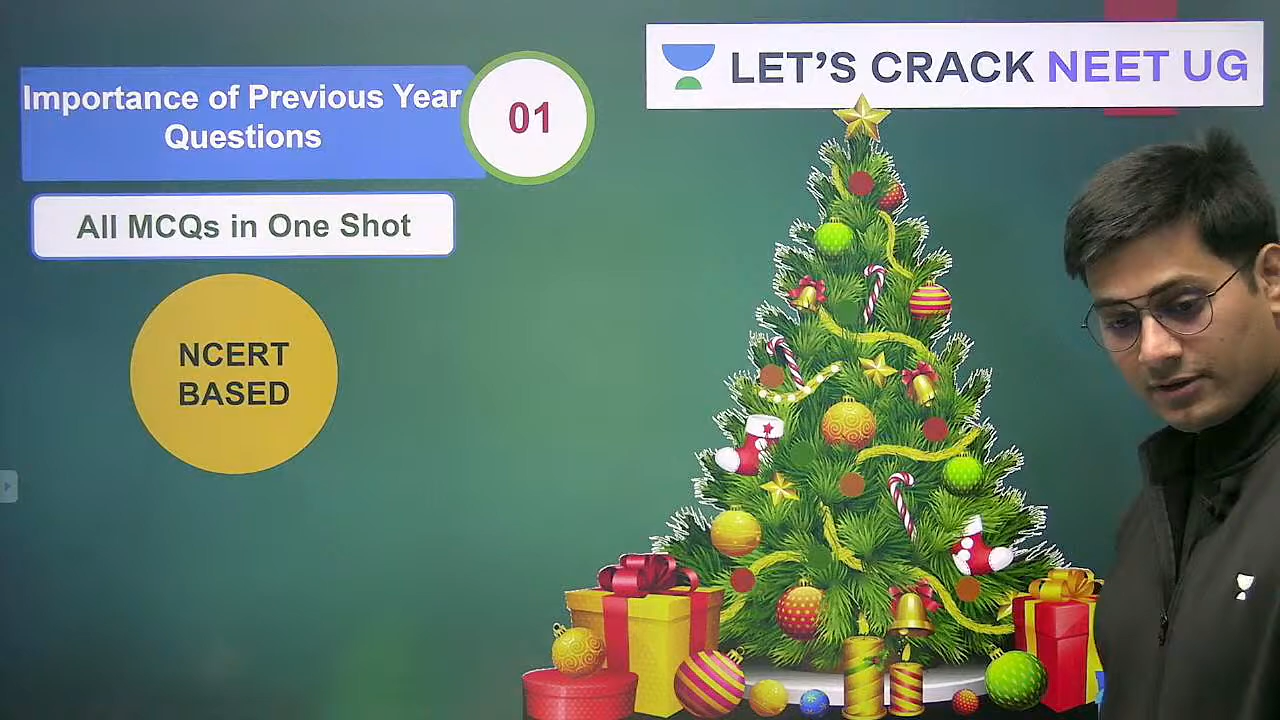 LET'S CRACK NEET UG
Importance of Previous Year
Questions
01
All MCQs in One Shot
NCERT
BASED